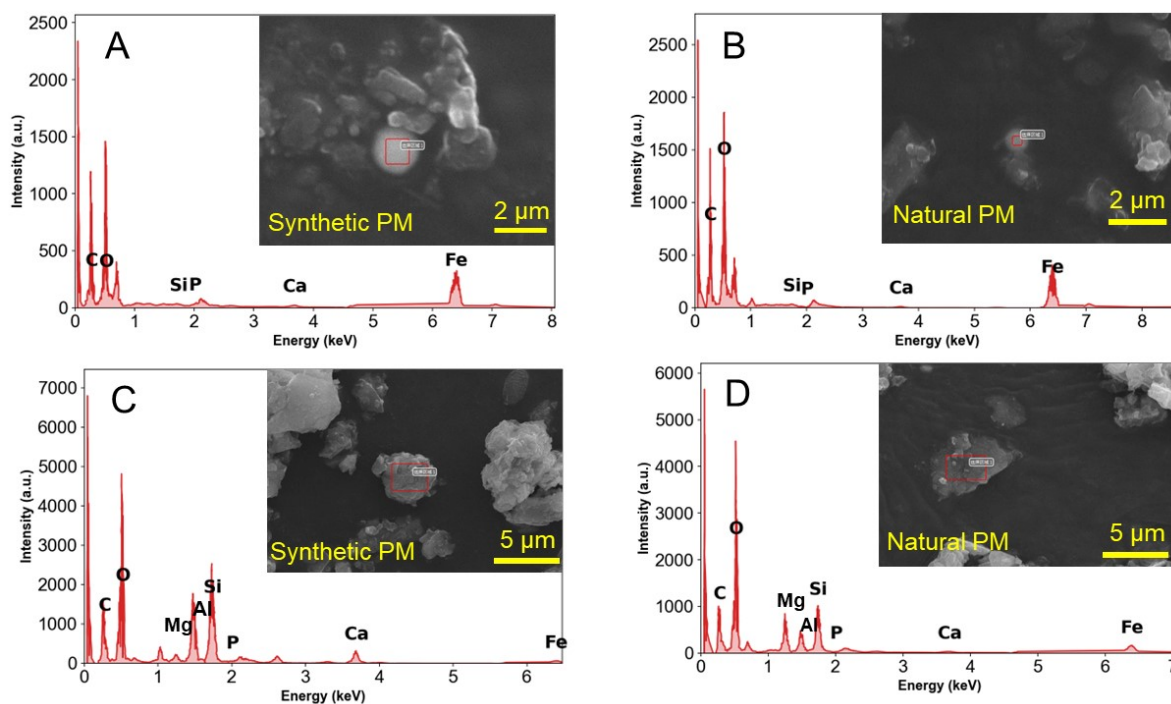 A
Intensity (a.u.)
2500
2000
1500
1000
500
0
C
O
Si
P
Ca
Fe
Synthetic PM
2 μm
0 1 2 3 4 5 6 7 8
Energy (keV)
B
Intensity (a.u.)
2500
2000
1500
1000
500
0
C
O
Si
P
Ca
Fe
Natural PM
2 μm
0 1 2 3 4 5 6 7 8
Energy (keV)
C
Intensity (a.u.)
7000
6000
5000
4000
3000
2000
1000
0
C
O
Mg
Al
Si
P
Ca
Fe
Synthetic PM
5 μm
0 1 2 3 4 5 6
Energy (keV)
D
Intensity (a.u.)
6000
5000
4000
3000
2000
1000
0
C
O
Mg
Al
Si
P
Ca
Fe
Natural PM
5 μm
0 1 2 3 4 5 6 7
Energy (keV)